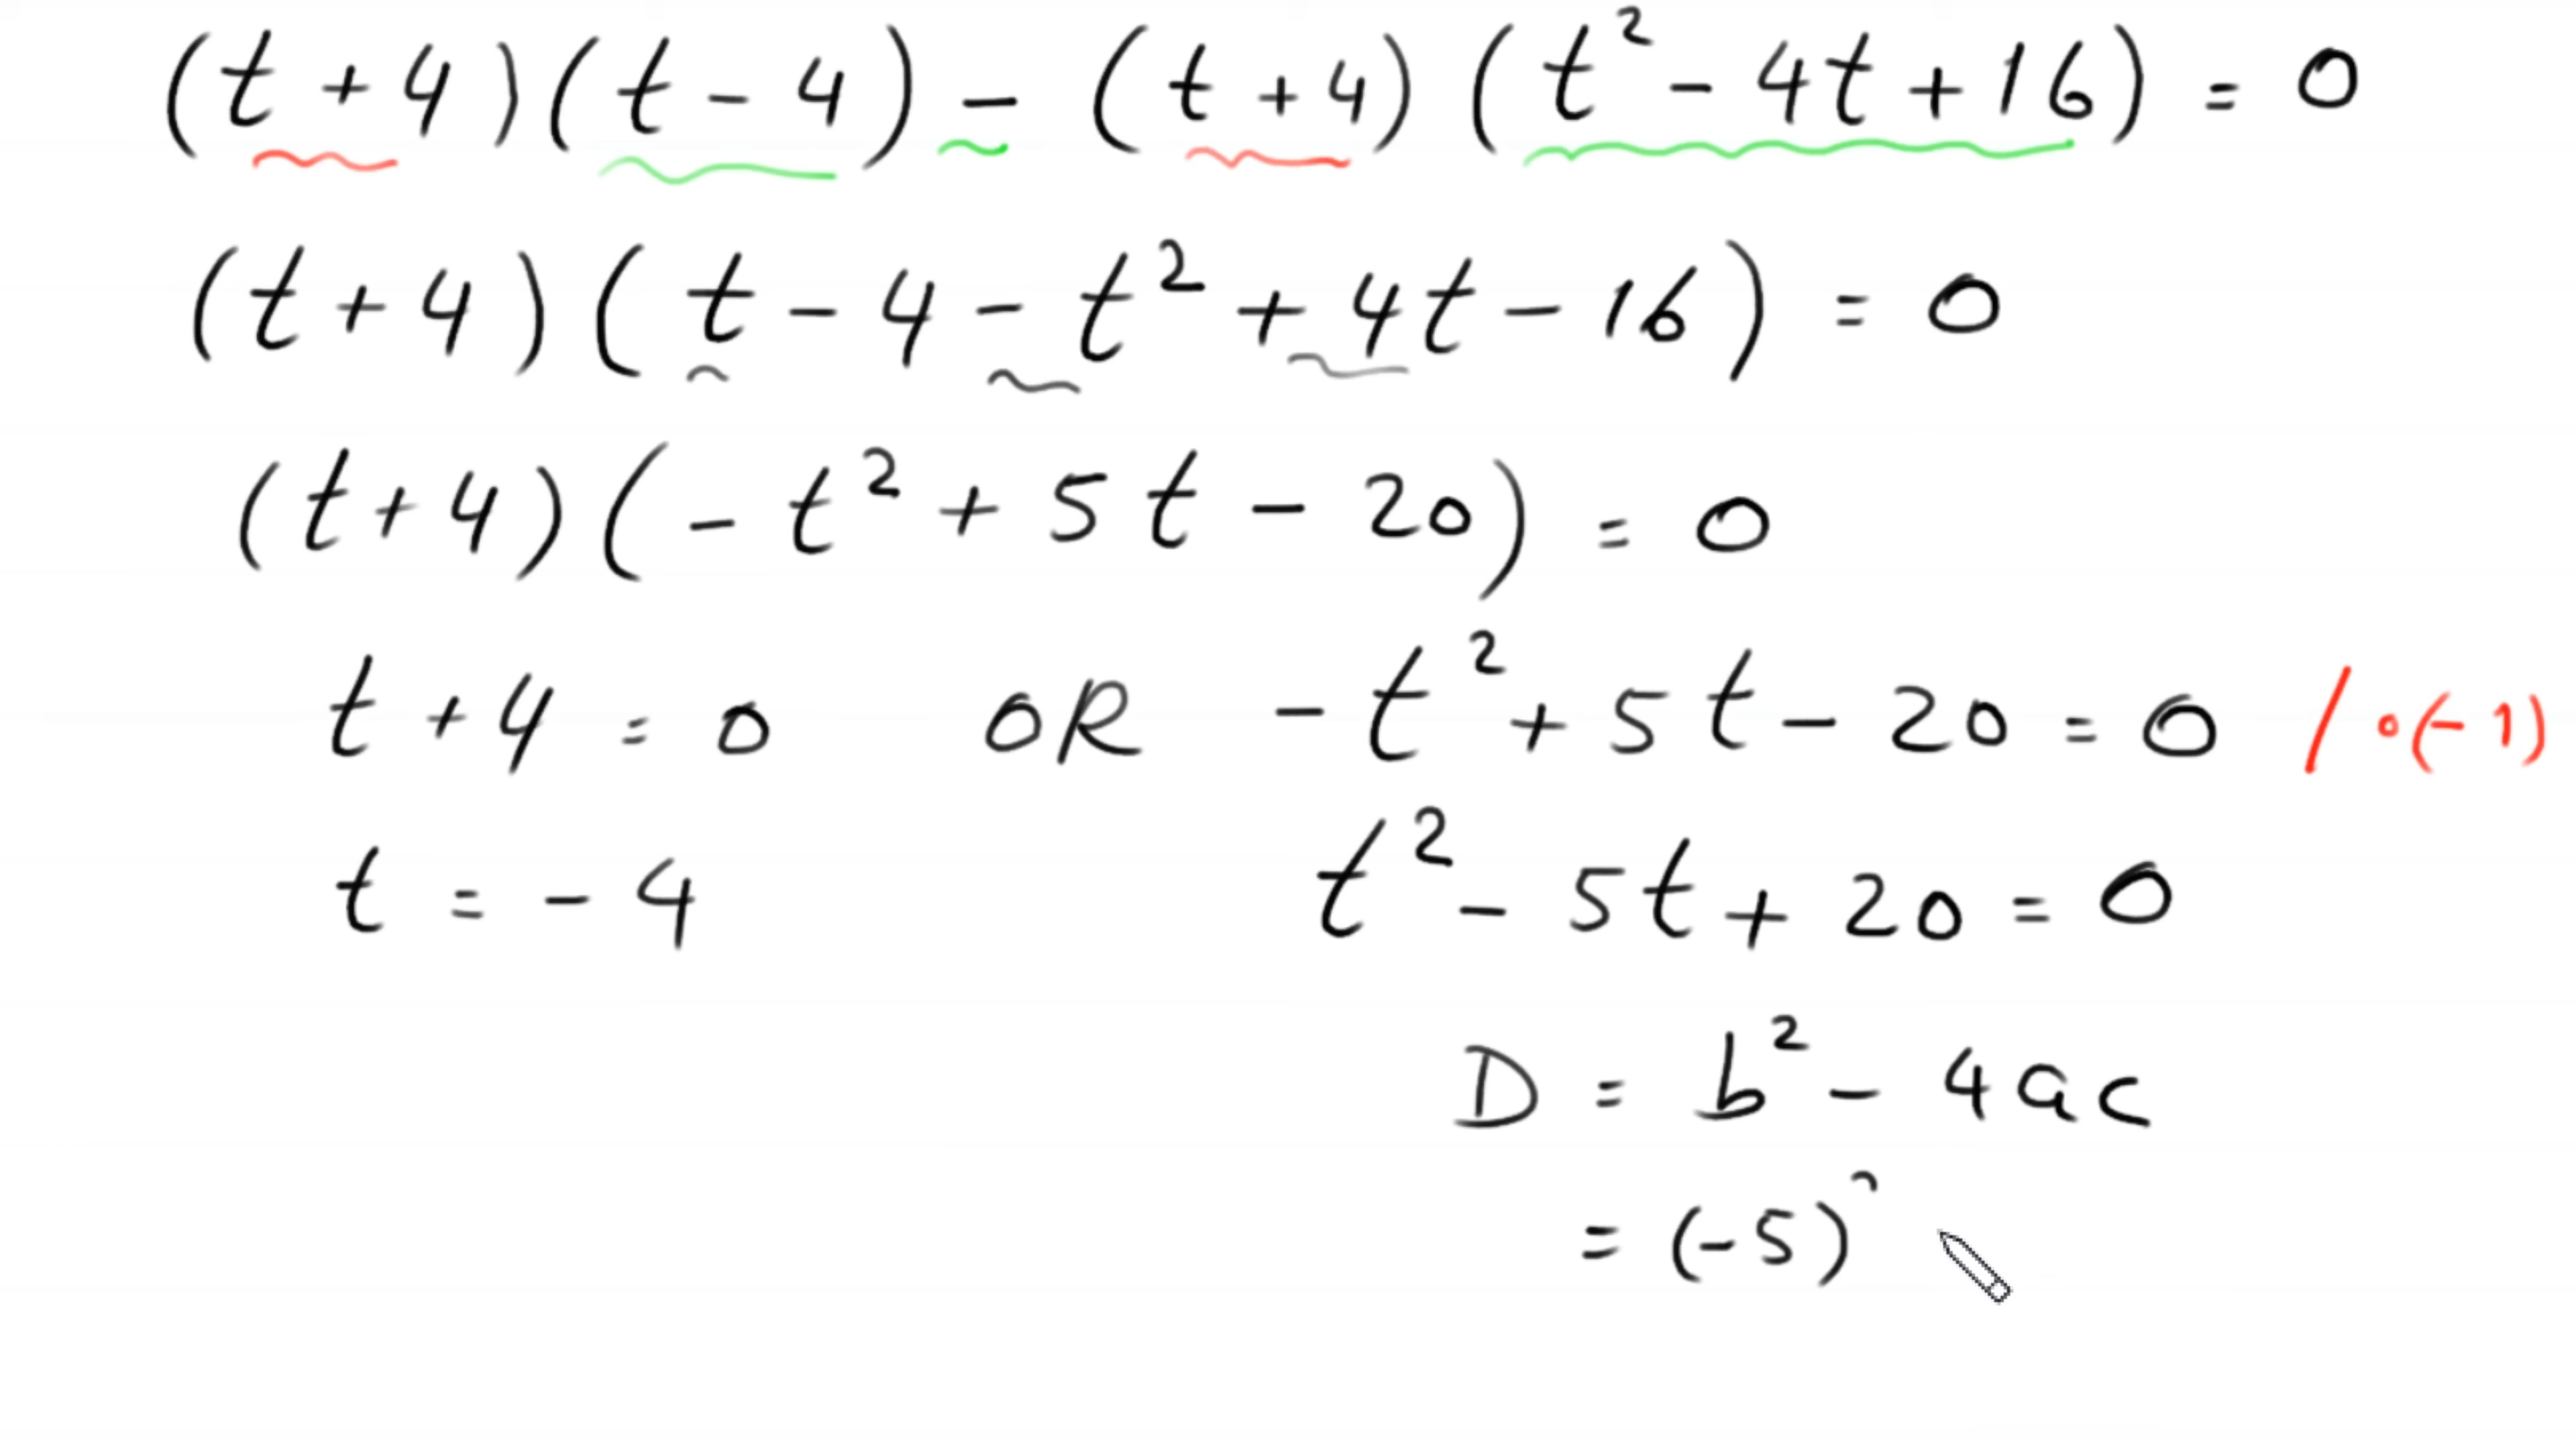 (t + 4)(t - 4) - (t + 4)(t² - 4t + 16) = 0
(t + 4)(t - 4 - t² + 4t - 16) = 0
(t + 4)(- t² + 5t - 20) = 0
t + 4 = 0 OR - t² + 5t - 20 = 0 / ∘(- 1)
t = - 4 t² - 5t + 20 = 0
D = b² - 4ac
= (-5)